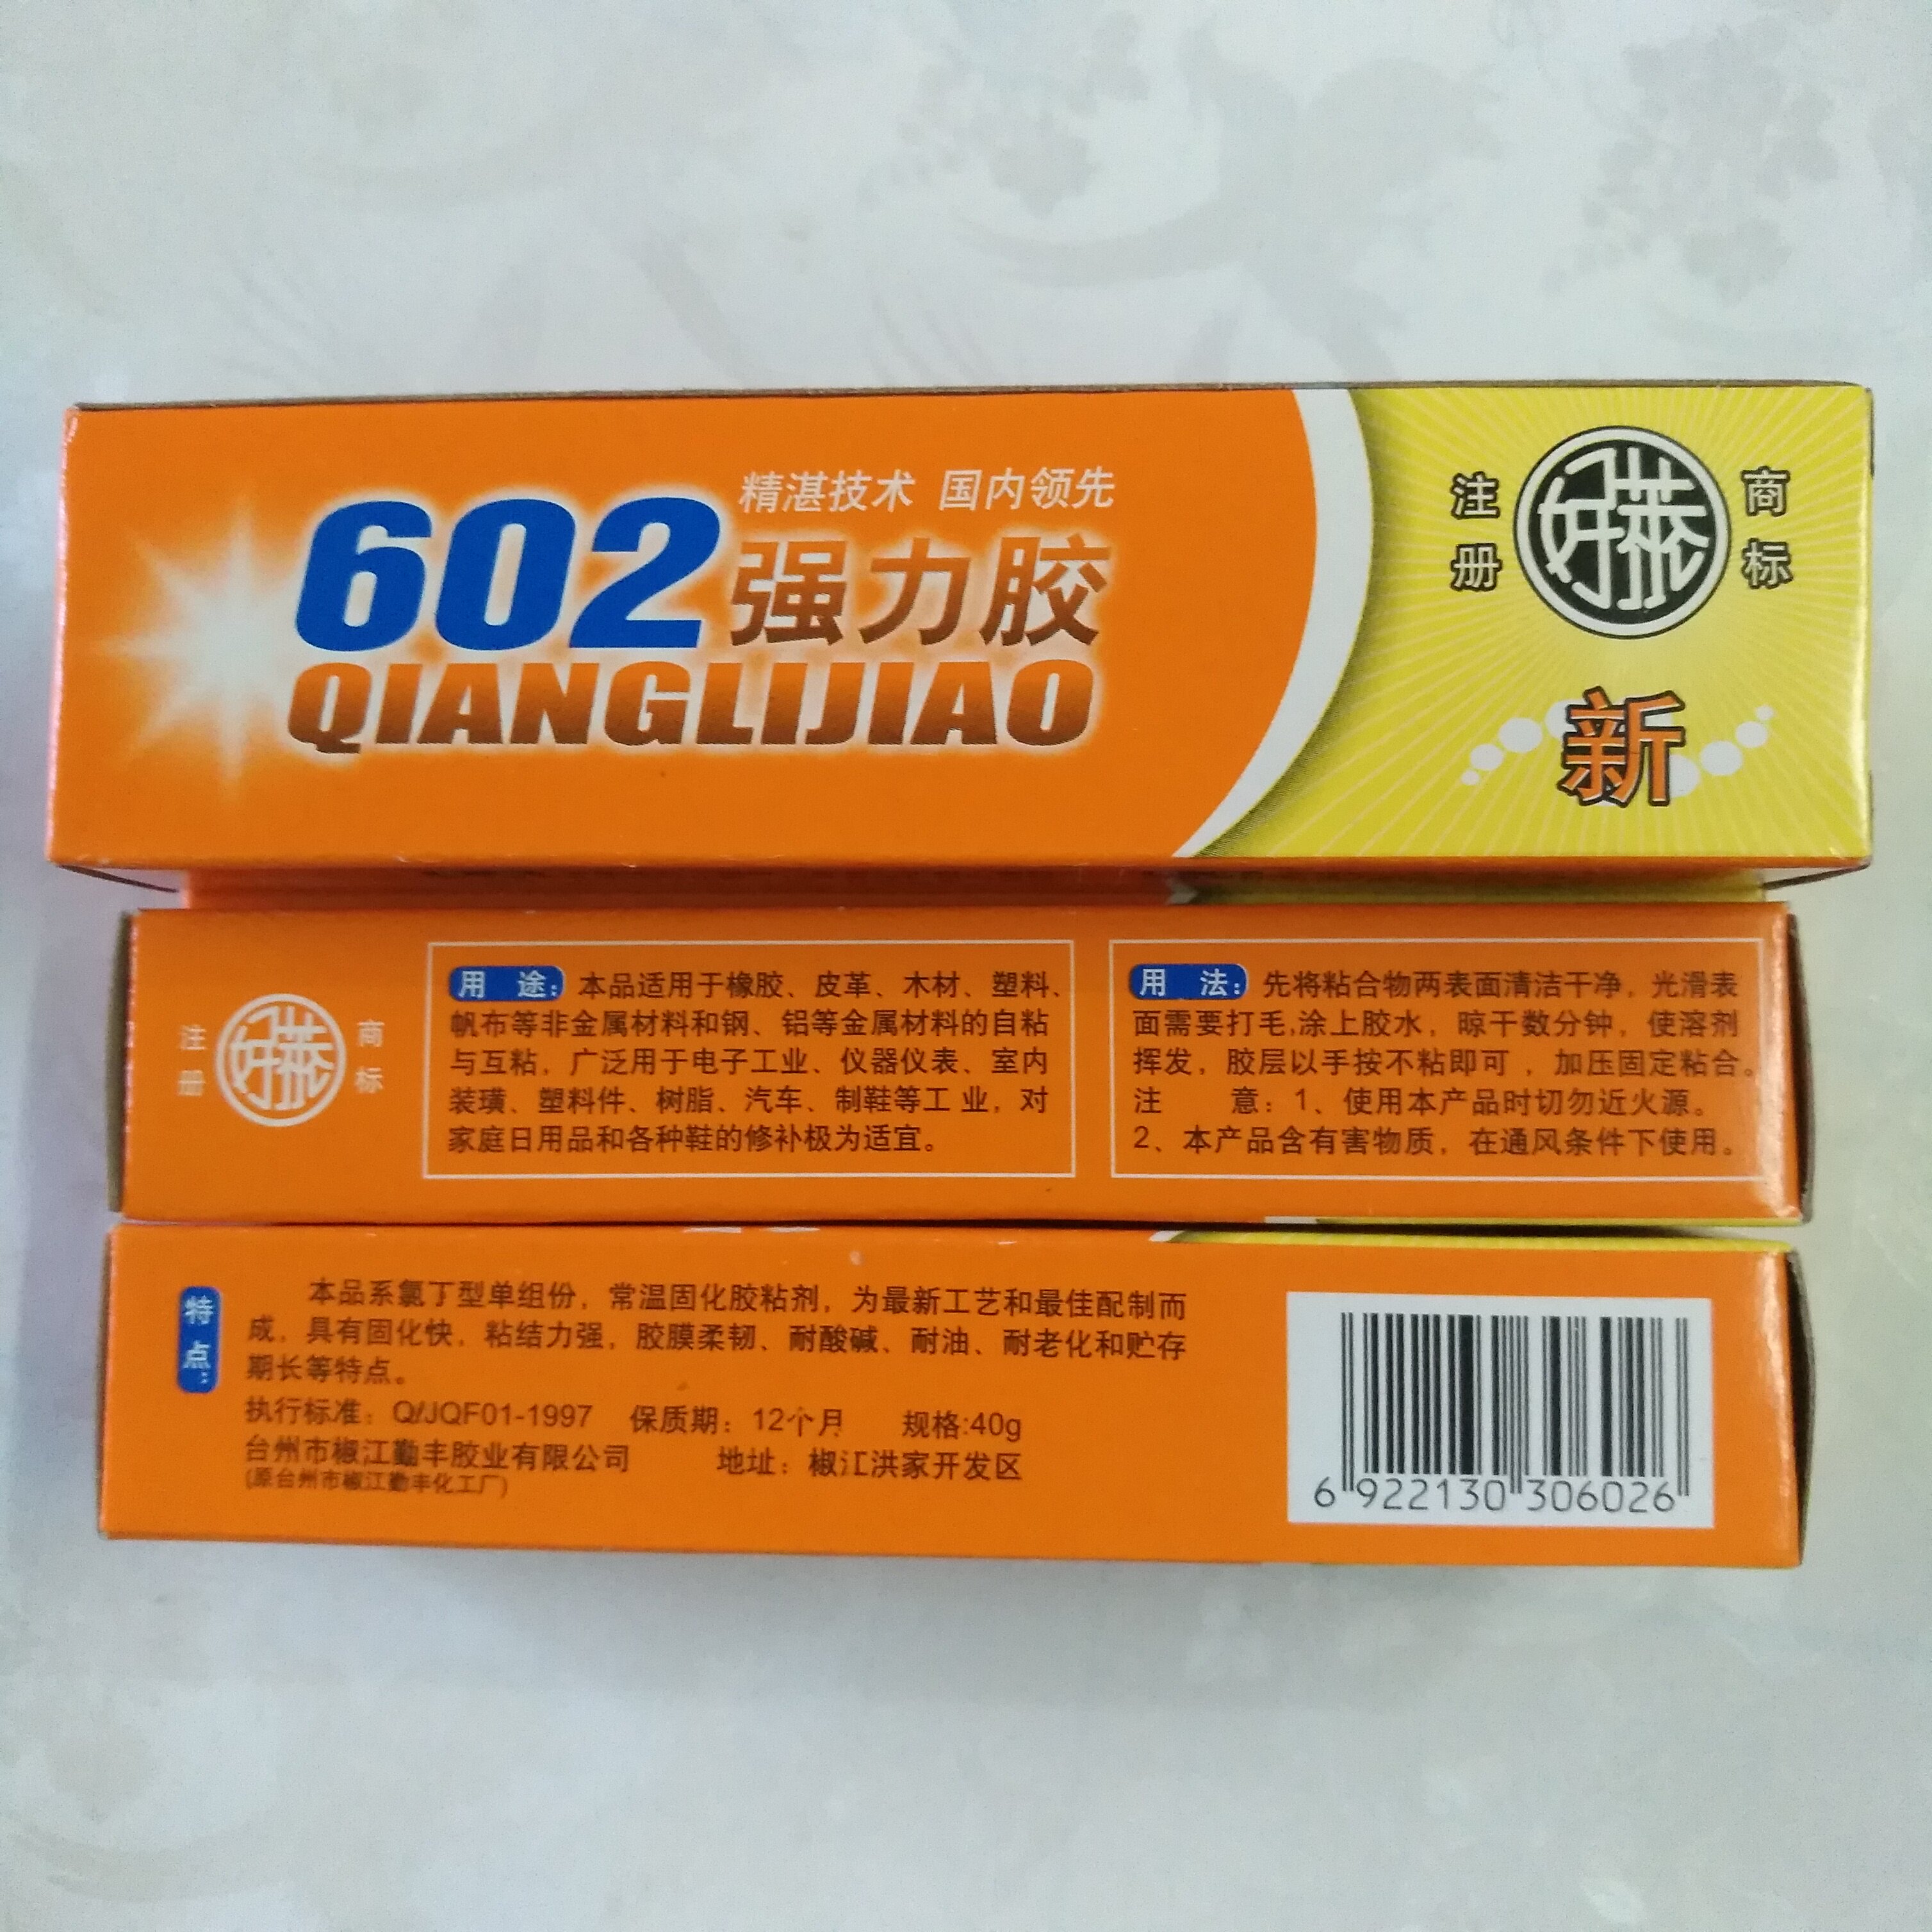 精湛技术 国内领先
602强力胶
QIANGLIJIAO
注册 商标
新
注册 商标
用 途: 本品适用于橡胶、皮革、木材、塑料、
帆布等非金属材料和钢、铝等金属材料的自粘
与互粘，广泛用于电子工业、仪器仪表、室内
装璜、塑料件、树脂、汽车、制鞋等工业，对
家庭日用品和各种鞋的修补极为适宜。
用 法: 先将粘合物两表面清洁干净，光滑表
面需要打毛,涂上胶水，晾干数分钟，使溶剂
挥发，胶层以手按不粘即可，加压固定粘合。
注 意：1、使用本产品时切勿近火源。
2、本产品含有害物质，在通风条件下使用。
特点:
本品系氯丁型单组份，常温固化胶粘剂，为最新工艺和最佳配制而
成，具有固化快，粘结力强，胶膜柔韧、耐酸碱、耐油、耐老化和贮存
期长等特点。
执行标准：Q/JQF01-1997 保质期：12个月 规格:40g
台州市椒江勤丰胶业有限公司 地址：椒江洪家开发区
(原台州市椒江勤丰化工厂)
6 922130 306026